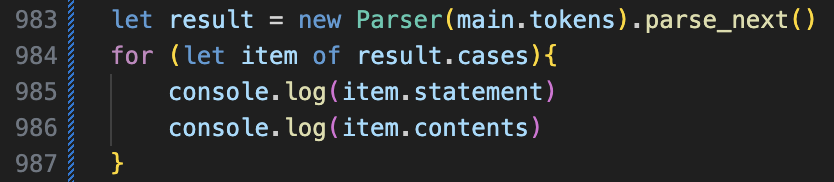 983 let result = new Parser(main.tokens).parse_next()
984 for (let item of result.cases){
985     console.log(item.statement)
986     console.log(item.contents)
987 }